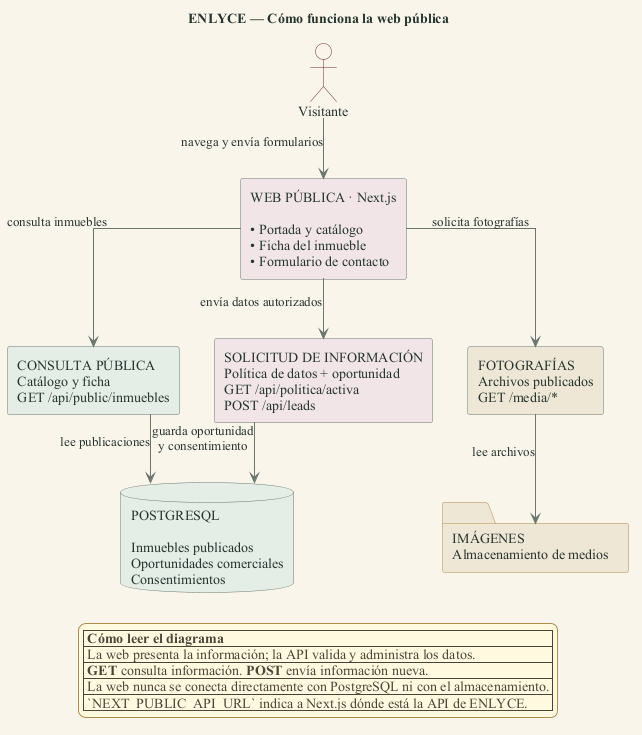 ENLYCE — Cómo funciona la web pública
Visitante
navega y envía formularios
WEB PÚBLICA · Next.js
• Portada y catálogo
• Ficha del inmueble
• Formulario de contacto
consulta inmuebles
solicita fotografías
envía datos autorizados
CONSULTA PÚBLICA
Catálogo y ficha
GET /api/public/inmuebles
SOLICITUD DE INFORMACIÓN
Política de datos + oportunidad
GET /api/politica/activa
POST /api/leads
FOTOGRAFÍAS
Archivos publicados
GET /media/*
lee publicaciones
guarda oportunidad
y consentimiento
lee archivos
POSTGRESQL
Inmuebles publicados
Oportunidades comerciales
Consentimientos
IMÁGENES
Almacenamiento de medios
Cómo leer el diagrama
La web presenta la información; la API valida y administra los datos.
GET consulta información. POST envía información nueva.
La web nunca se conecta directamente con PostgreSQL ni con el almacenamiento.
`NEXT_PUBLIC_API_URL` indica a Next.js dónde está la API de ENLYCE.